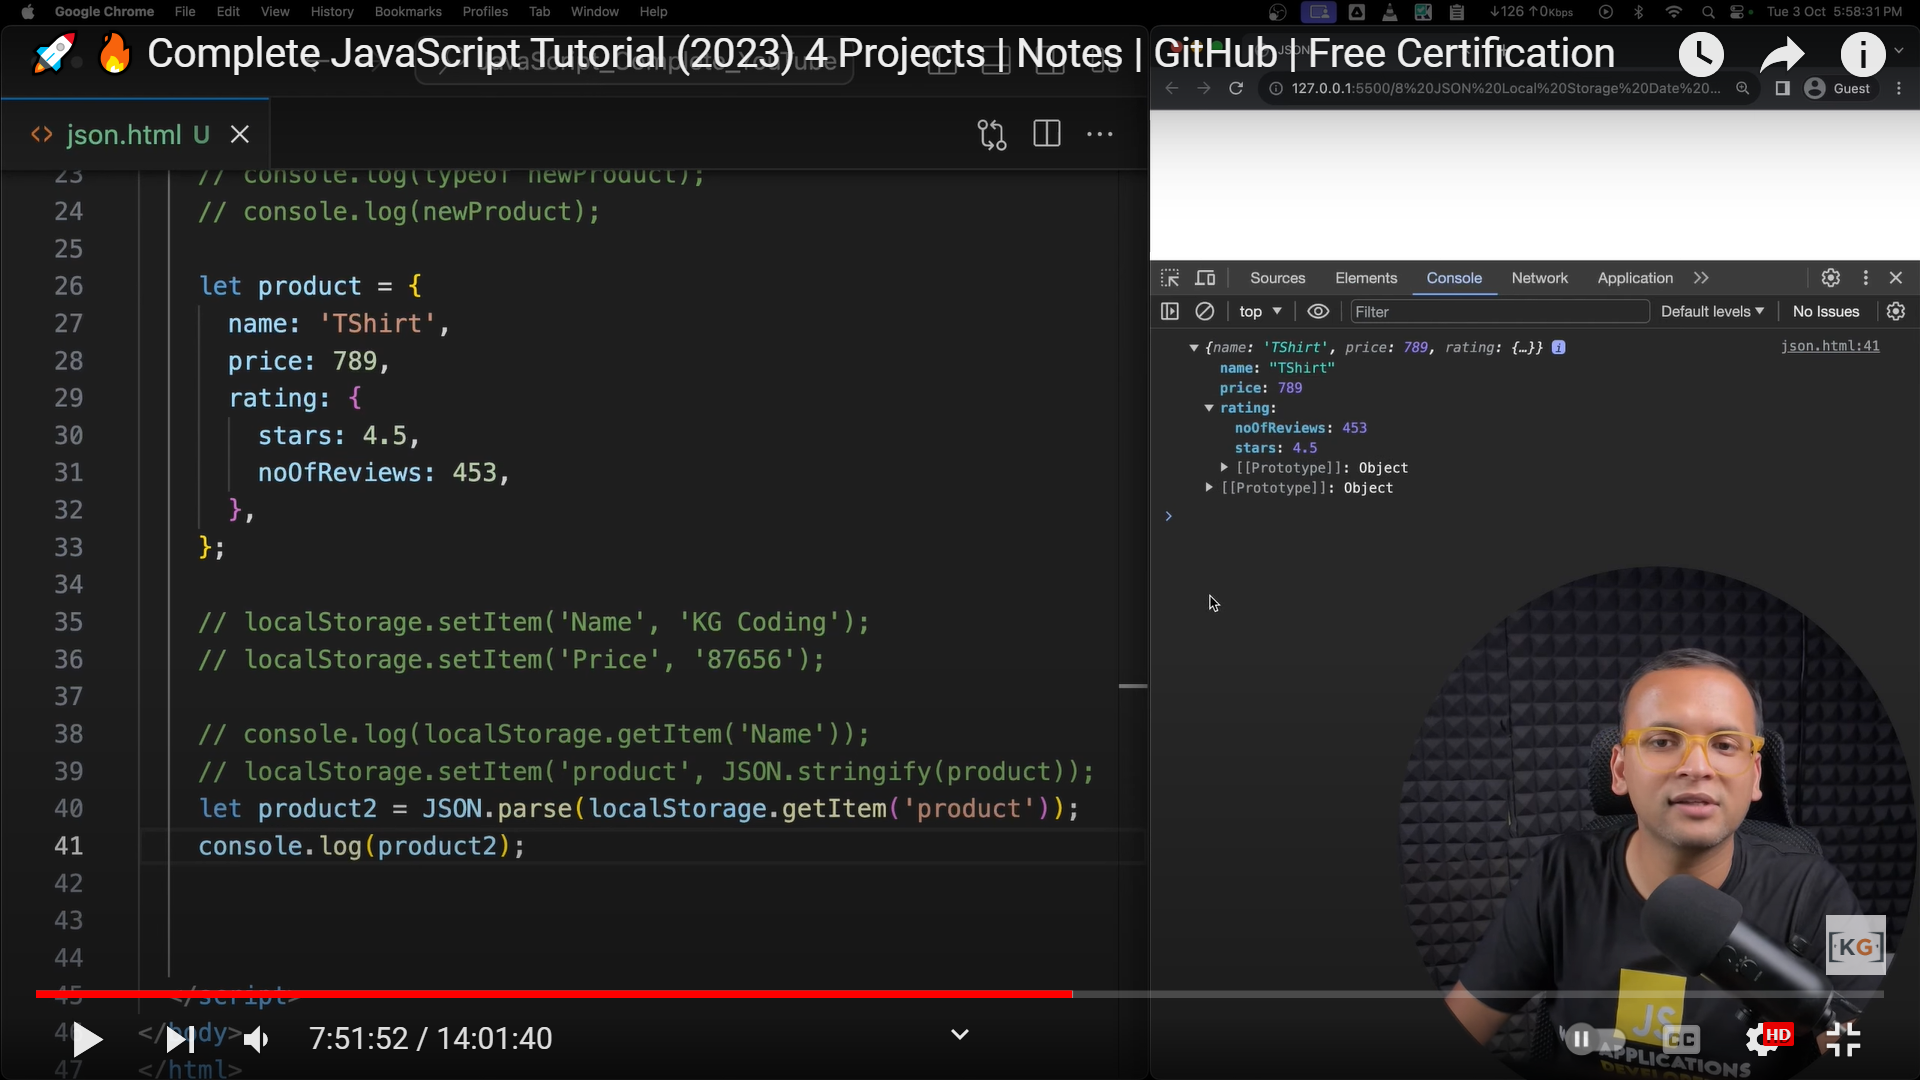 Google Chrome File Edit View History Bookmarks Profiles Tab Window Help
↓126 ↑0Kbps Tue 3 Oct 5:58:31 PM
🚀 🔥 Complete JavaScript Tutorial (2023) 4 Projects | Notes | GitHub | Free Certification
127.0.0.1:5500/8%20JSON%20Local%20Storage%20Date%20... Guest
json.html U
23 // console.log(typeof newProduct);
24 // console.log(newProduct);
25
26 let product = {
27 name: 'TShirt',
28 price: 789,
29 rating: {
30 stars: 4.5,
31 noOfReviews: 453,
32 },
33 };
34
35 // localStorage.setItem('Name', 'KG Coding');
36 // localStorage.setItem('Price', '87656');
37
38 // console.log(localStorage.getItem('Name'));
39 // localStorage.setItem('product', JSON.stringify(product));
40 let product2 = JSON.parse(localStorage.getItem('product'));
41 console.log(product2);
42
43
44
45 </script>
46 </body>
47 </html>
Sources Elements Console Network Application
top Filter Default levels No Issues
{name: 'TShirt', price: 789, rating: {…}} json.html:41
name: "TShirt"
price: 789
rating:
noOfReviews: 453
stars: 4.5
[[Prototype]]: Object
[[Prototype]]: Object
KG
JS
APPLICATIONS
7:51:52 / 14:01:40
CC
HD